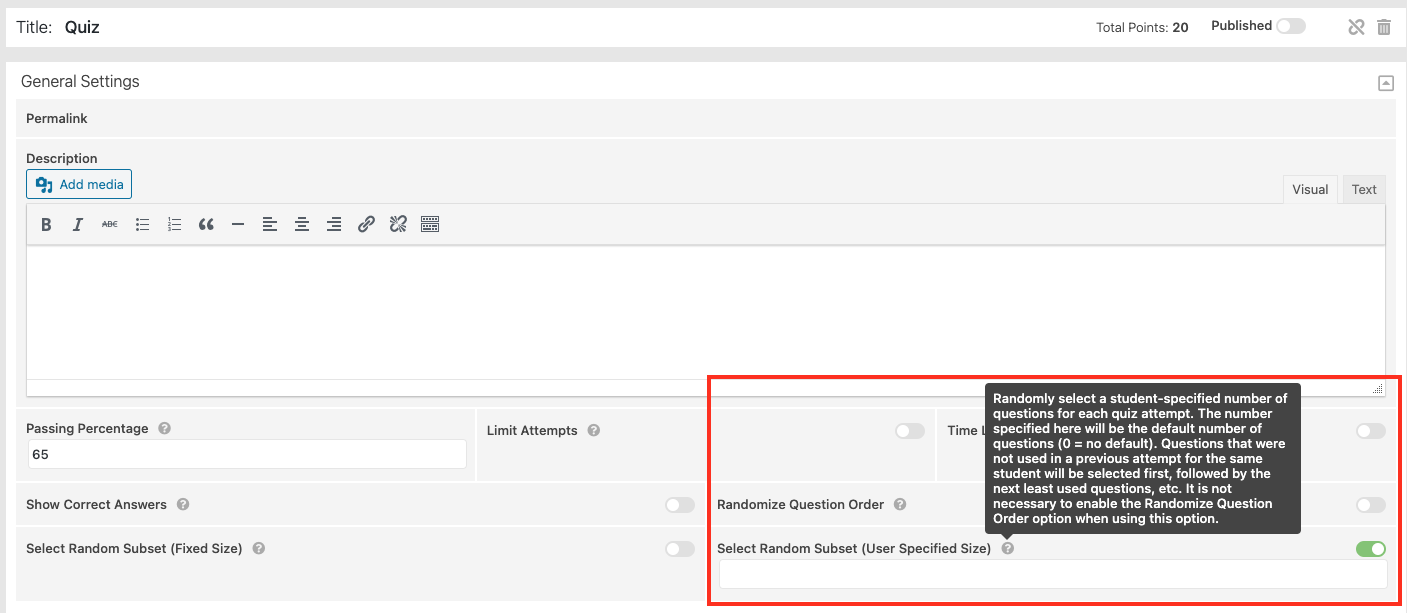 Title: Quiz
Total Points: 20
Published
General Settings
Permalink
Description
Add media
Visual
Text
B
I
ABC
Passing Percentage ?
65
Limit Attempts ?
Time L
Randomly select a student-specified number of
questions for each quiz attempt. The number
specified here will be the default number of
questions (0 = no default). Questions that were
not used in a previous attempt for the same
student will be selected first, followed by the
next least used questions, etc. It is not
necessary to enable the Randomize Question
Order option when using this option.
Show Correct Answers ?
Randomize Question Order ?
Select Random Subset (Fixed Size) ?
Select Random Subset (User Specified Size) ?